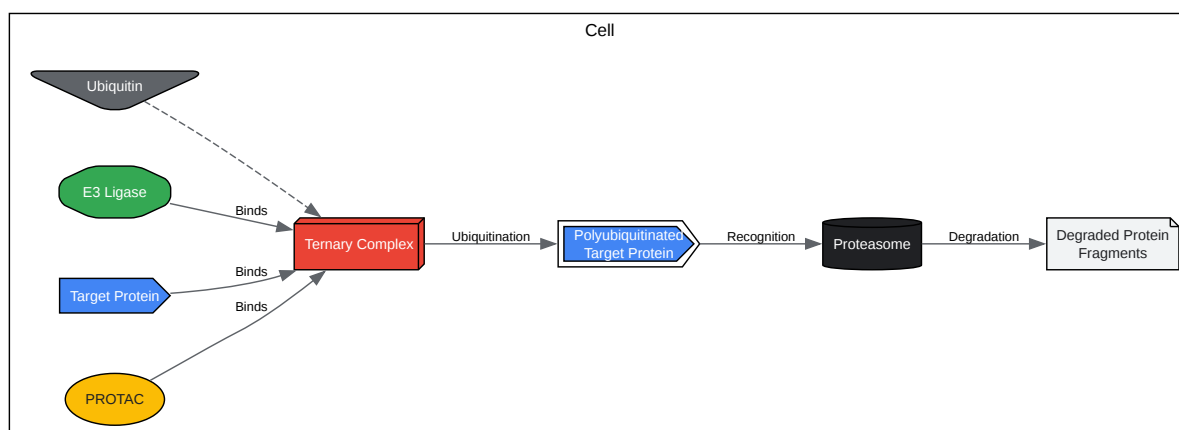 Cell
Ubiquitin
E3 Ligase
Binds
Ternary Complex
Ubiquitination
Polyubiquitinated
Target Protein
Recognition
Proteasome
Degradation
Degraded Protein
Fragments
Target Protein
Binds
Binds
PROTAC